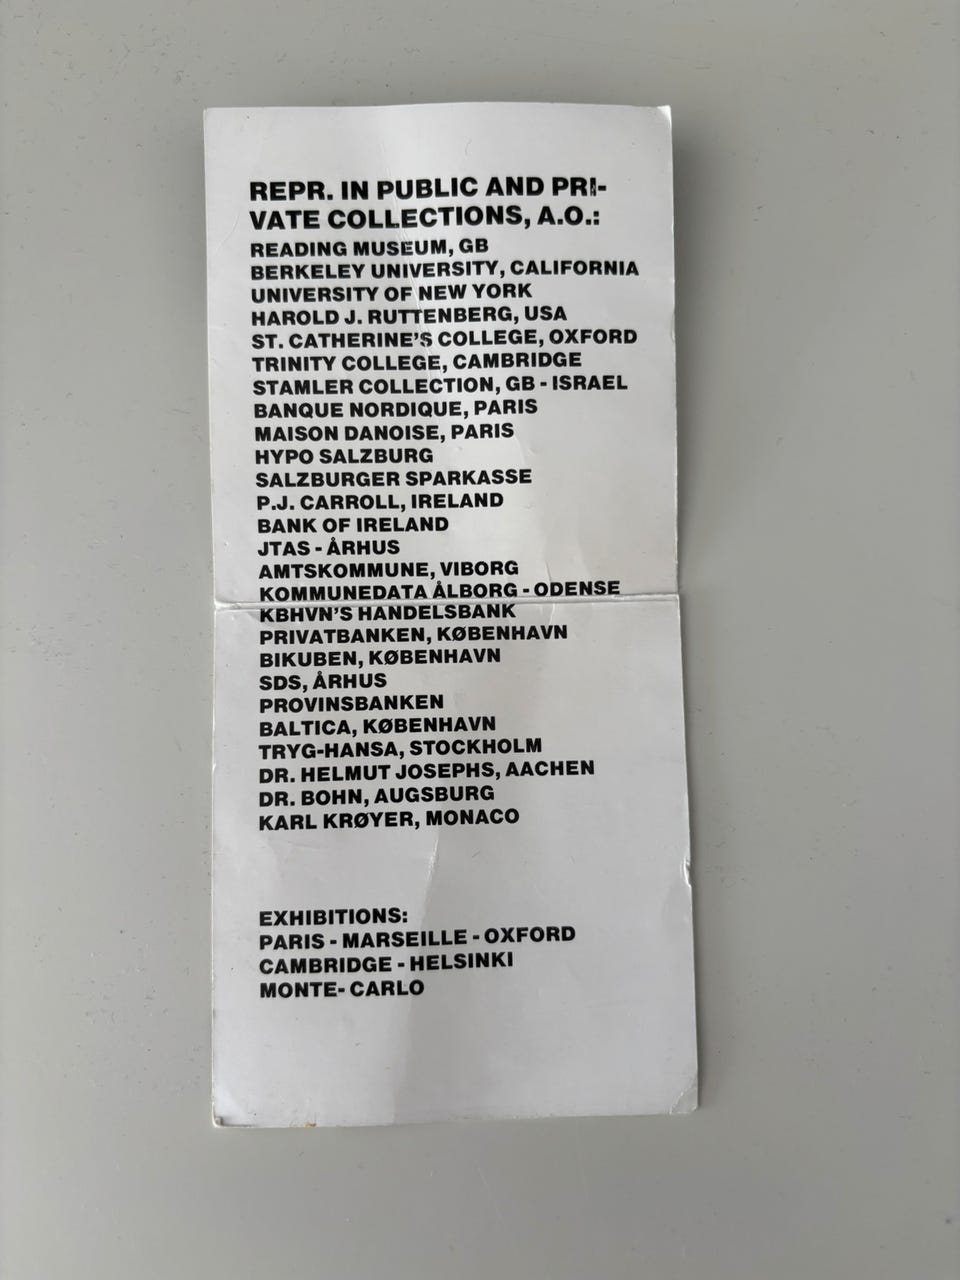 REPR. IN PUBLIC AND PRI-
VATE COLLECTIONS, A.O.:
READING MUSEUM, GB
BERKELEY UNIVERSITY, CALIFORNIA
UNIVERSITY OF NEW YORK
HAROLD J. RUTTENBERG, USA
ST. CATHERINE'S COLLEGE, OXFORD
TRINITY COLLEGE, CAMBRIDGE
STAMLER COLLECTION, GB - ISRAEL
BANQUE NORDIQUE, PARIS
MAISON DANOISE, PARIS
HYPO SALZBURG
SALZBURGER SPARKASSE
P.J. CARROLL, IRELAND
BANK OF IRELAND
JTAS - ÅRHUS
AMTSKOMMUNE, VIBORG
KOMMUNEDATA ÅLBORG - ODENSE
KBHVN'S HANDELSBANK
PRIVATBANKEN, KØBENHAVN
BIKUBEN, KØBENHAVN
SDS, ÅRHUS
PROVINSBANKEN
BALTICA, KØBENHAVN
TRYG-HANSA, STOCKHOLM
DR. HELMUT JOSEPHS, AACHEN
DR. BOHN, AUGSBURG
KARL KRØYER, MONACO
EXHIBITIONS:
PARIS - MARSEILLE - OXFORD
CAMBRIDGE - HELSINKI
MONTE- CARLO